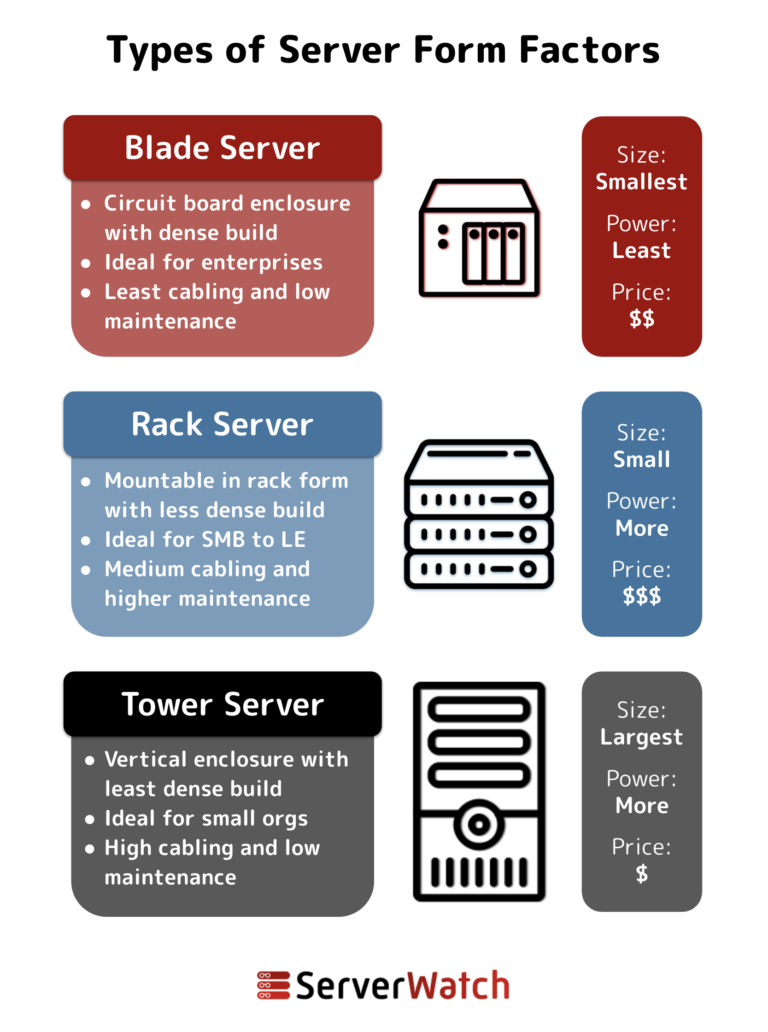 Types of Server Form Factors
Blade Server
● Circuit board enclosure
with dense build
● Ideal for enterprises
● Least cabling and low
maintenance
Size:
Smallest
Power:
Least
Price:
$$
Rack Server
● Mountable in rack form
with less dense build
● Ideal for SMB to LE
● Medium cabling and
higher maintenance
Size:
Small
Power:
More
Price:
$$$
Tower Server
● Vertical enclosure with
least dense build
● Ideal for small orgs
● High cabling and low
maintenance
Size:
Largest
Power:
More
Price:
$
ServerWatch